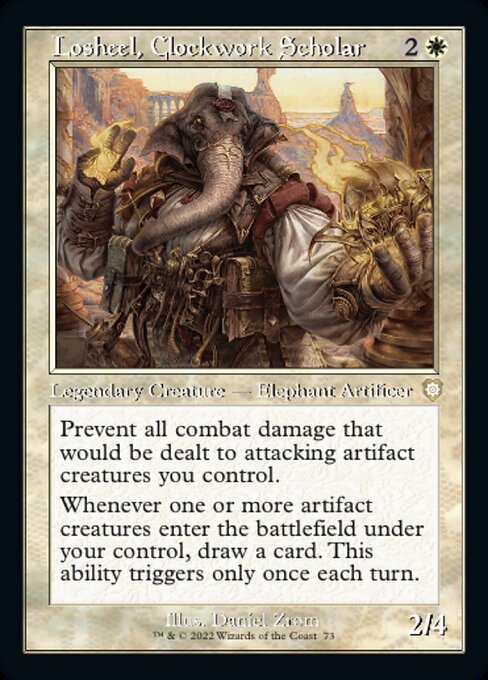 Losheel, Clockwork Scholar 2
Legendary Creature — Elephant Artificer
Prevent all combat damage that
would be dealt to attacking artifact
creatures you control.
Whenever one or more artifact
creatures enter the battlefield under
your control, draw a card. This
ability triggers only once each turn.
Illus. Daniel Zrom
2/4
™ & © 2022 Wizards of the Coast 73